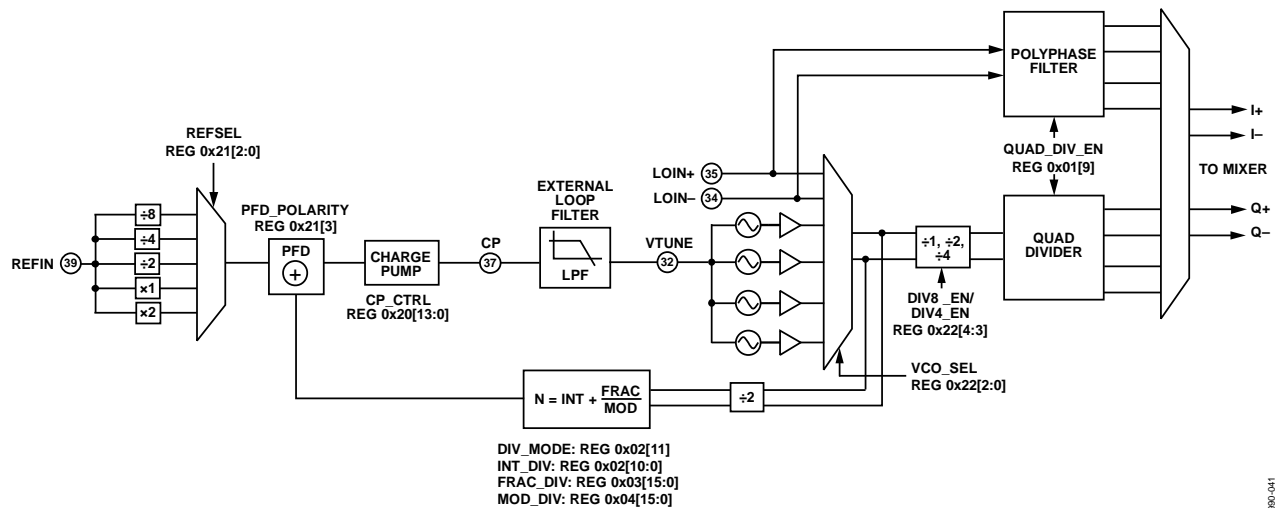 POLYPHASE
FILTER
REFSEL
REG 0x21[2:0]
QUAD_DIV_EN
REG 0x01[9]
I+
I–
TO MIXER
Q+
Q–
LOIN+ 35
LOIN– 34
EXTERNAL
LOOP
FILTER
PFD_POLARITY
REG 0x21[3]
÷8
÷4
÷2
×1
×2
REFIN 39
PFD
+
CHARGE
PUMP
CP
37
LPF
VTUNE
32
÷1, ÷2,
÷4
QUAD
DIVIDER
CP_CTRL
REG 0x20[13:0]
DIV8_EN/
DIV4_EN
REG 0x22[4:3]
VCO_SEL
REG 0x22[2:0]
N = INT + FRAC
MOD
÷2
DIV_MODE: REG 0x02[11]
INT_DIV: REG 0x02[10:0]
FRAC_DIV: REG 0x03[15:0]
MOD_DIV: REG 0x04[15:0]